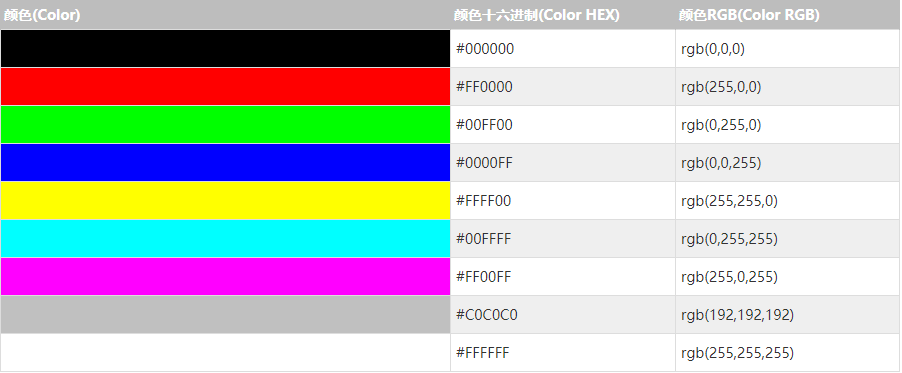 颜色(Color) 颜色十六进制(Color HEX) 颜色RGB(Color RGB)
#000000 rgb(0,0,0)
#FF0000 rgb(255,0,0)
#00FF00 rgb(0,255,0)
#0000FF rgb(0,0,255)
#FFFF00 rgb(255,255,0)
#00FFFF rgb(0,255,255)
#FF00FF rgb(255,0,255)
#C0C0C0 rgb(192,192,192)
#FFFFFF rgb(255,255,255)